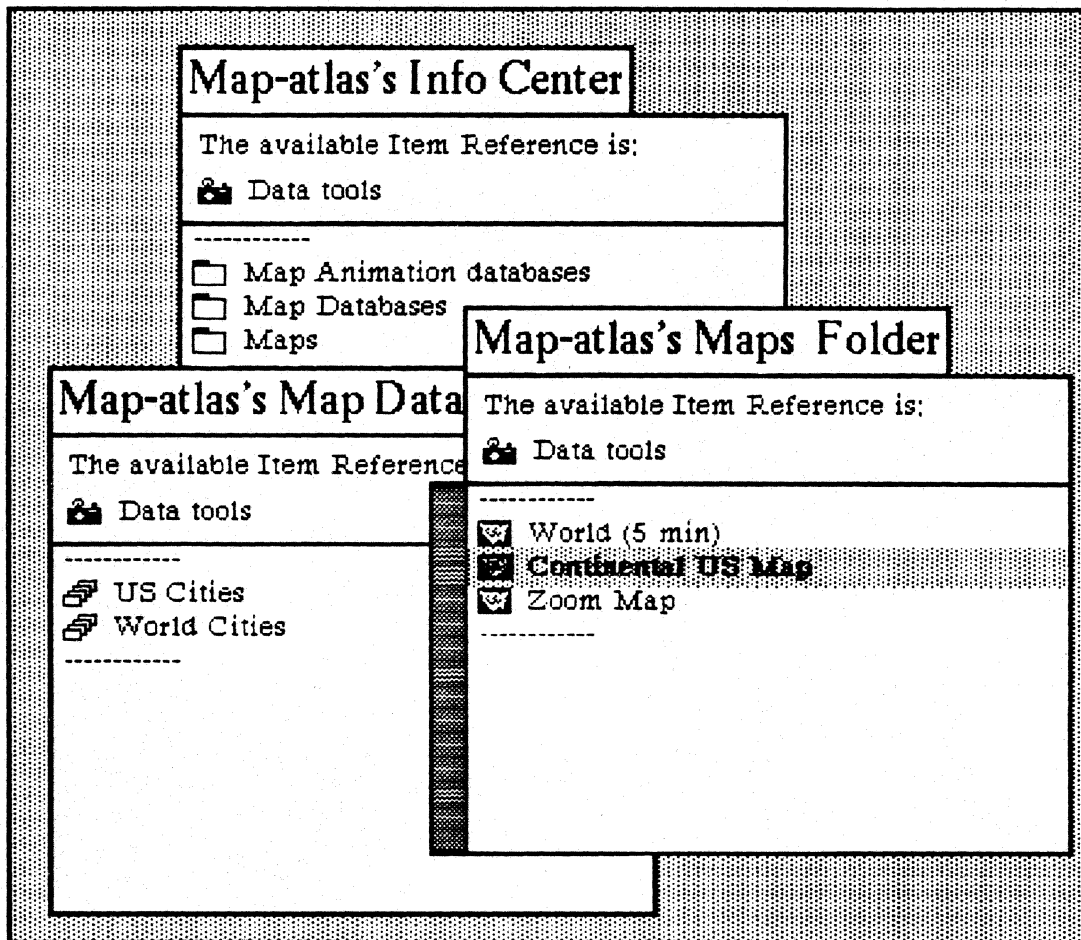 Map-atlas's Info Center
The available Item Reference is:
Data tools
------------
Map Animation databases
Map Databases
Maps
Map-atlas's Map Data
The available Item Reference
Data tools
------------
US Cities
World Cities
------------
Map-atlas's Maps Folder
The available Item Reference is:
Data tools
------------
World (5 min)
Continental US Map
Zoom Map
------------